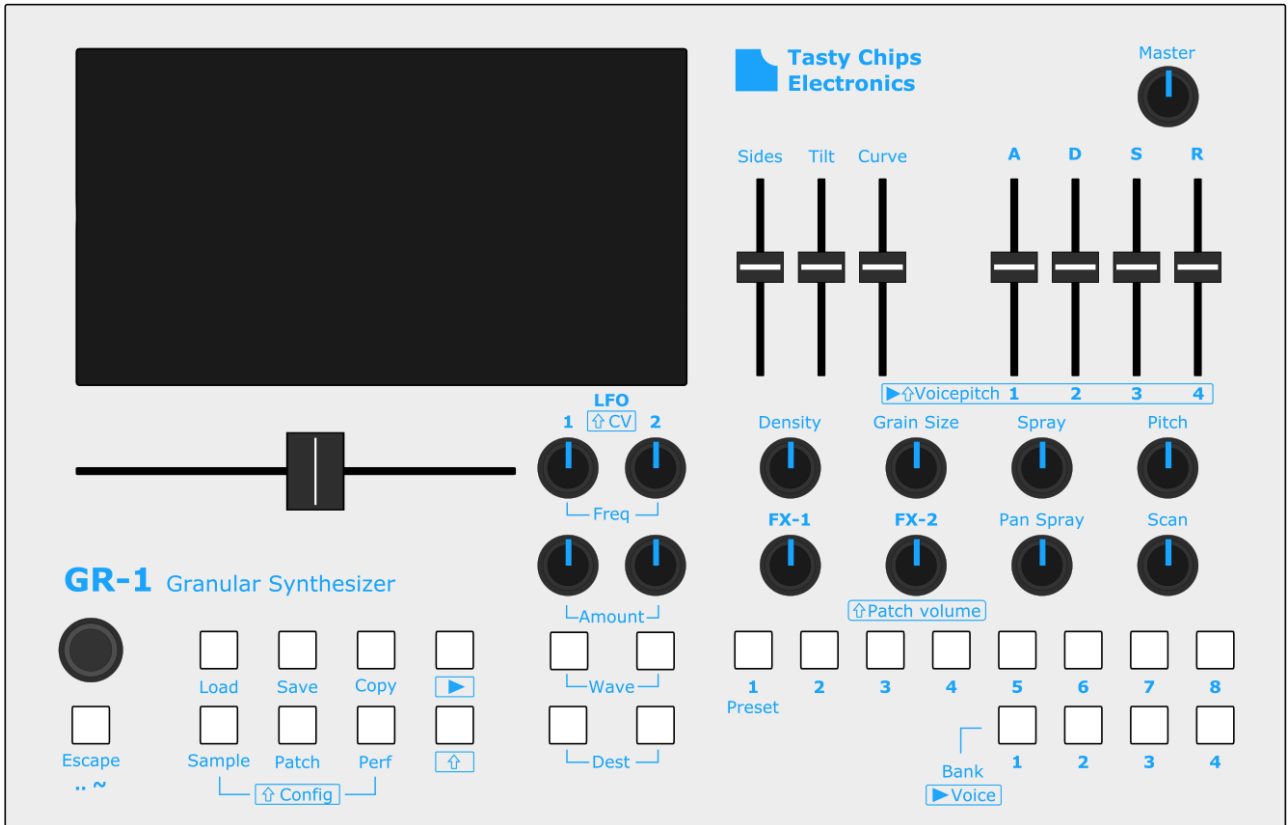 Tasty Chips
Electronics
Master
Sides Tilt Curve A D S R
▶⇧Voicepitch 1 2 3 4
LFO
1 ⇧CV 2
Density Grain Size Spray Pitch
Freq
FX-1 FX-2 Pan Spray Scan
GR-1 Granular Synthesizer
⇧Patch volume
Amount
Load Save Copy ▶
Wave
1 2 3 4 5 6 7 8
Preset
Escape
.. ~
Sample Patch Perf ⇧
Dest
1 2 3 4
Bank
▶Voice
⇧ Config